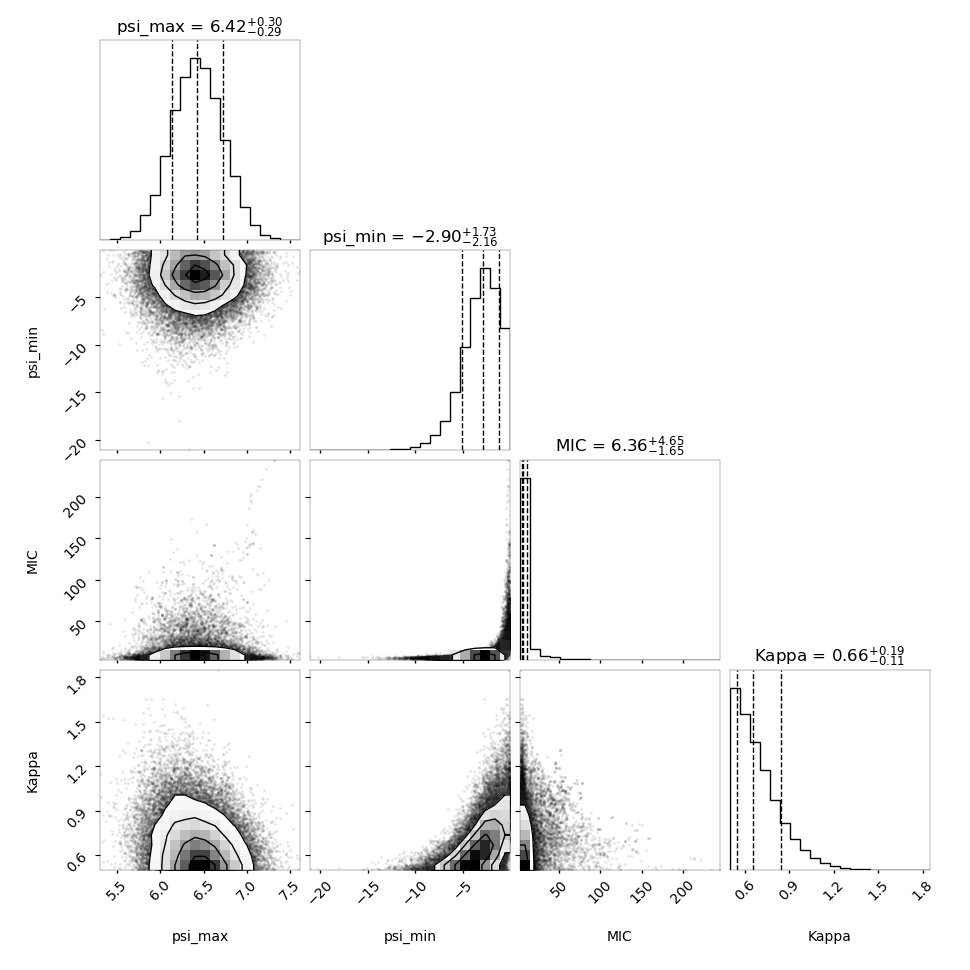 psi_max = 6.42+0.30−0.29
psi_min = −2.90+1.73−2.16
psi_min
−5
−10
−15
−20
MIC = 6.36+4.65−1.65
MIC
200
150
100
50
Kappa = 0.66+0.19−0.11
Kappa
1.8
1.5
1.2
0.9
0.6
5.5 6.0 6.5 7.0 7.5 −20 −15 −10 −5 50 100 150 200 0.6 0.9 1.2 1.5 1.8
psi_max psi_min MIC Kappa